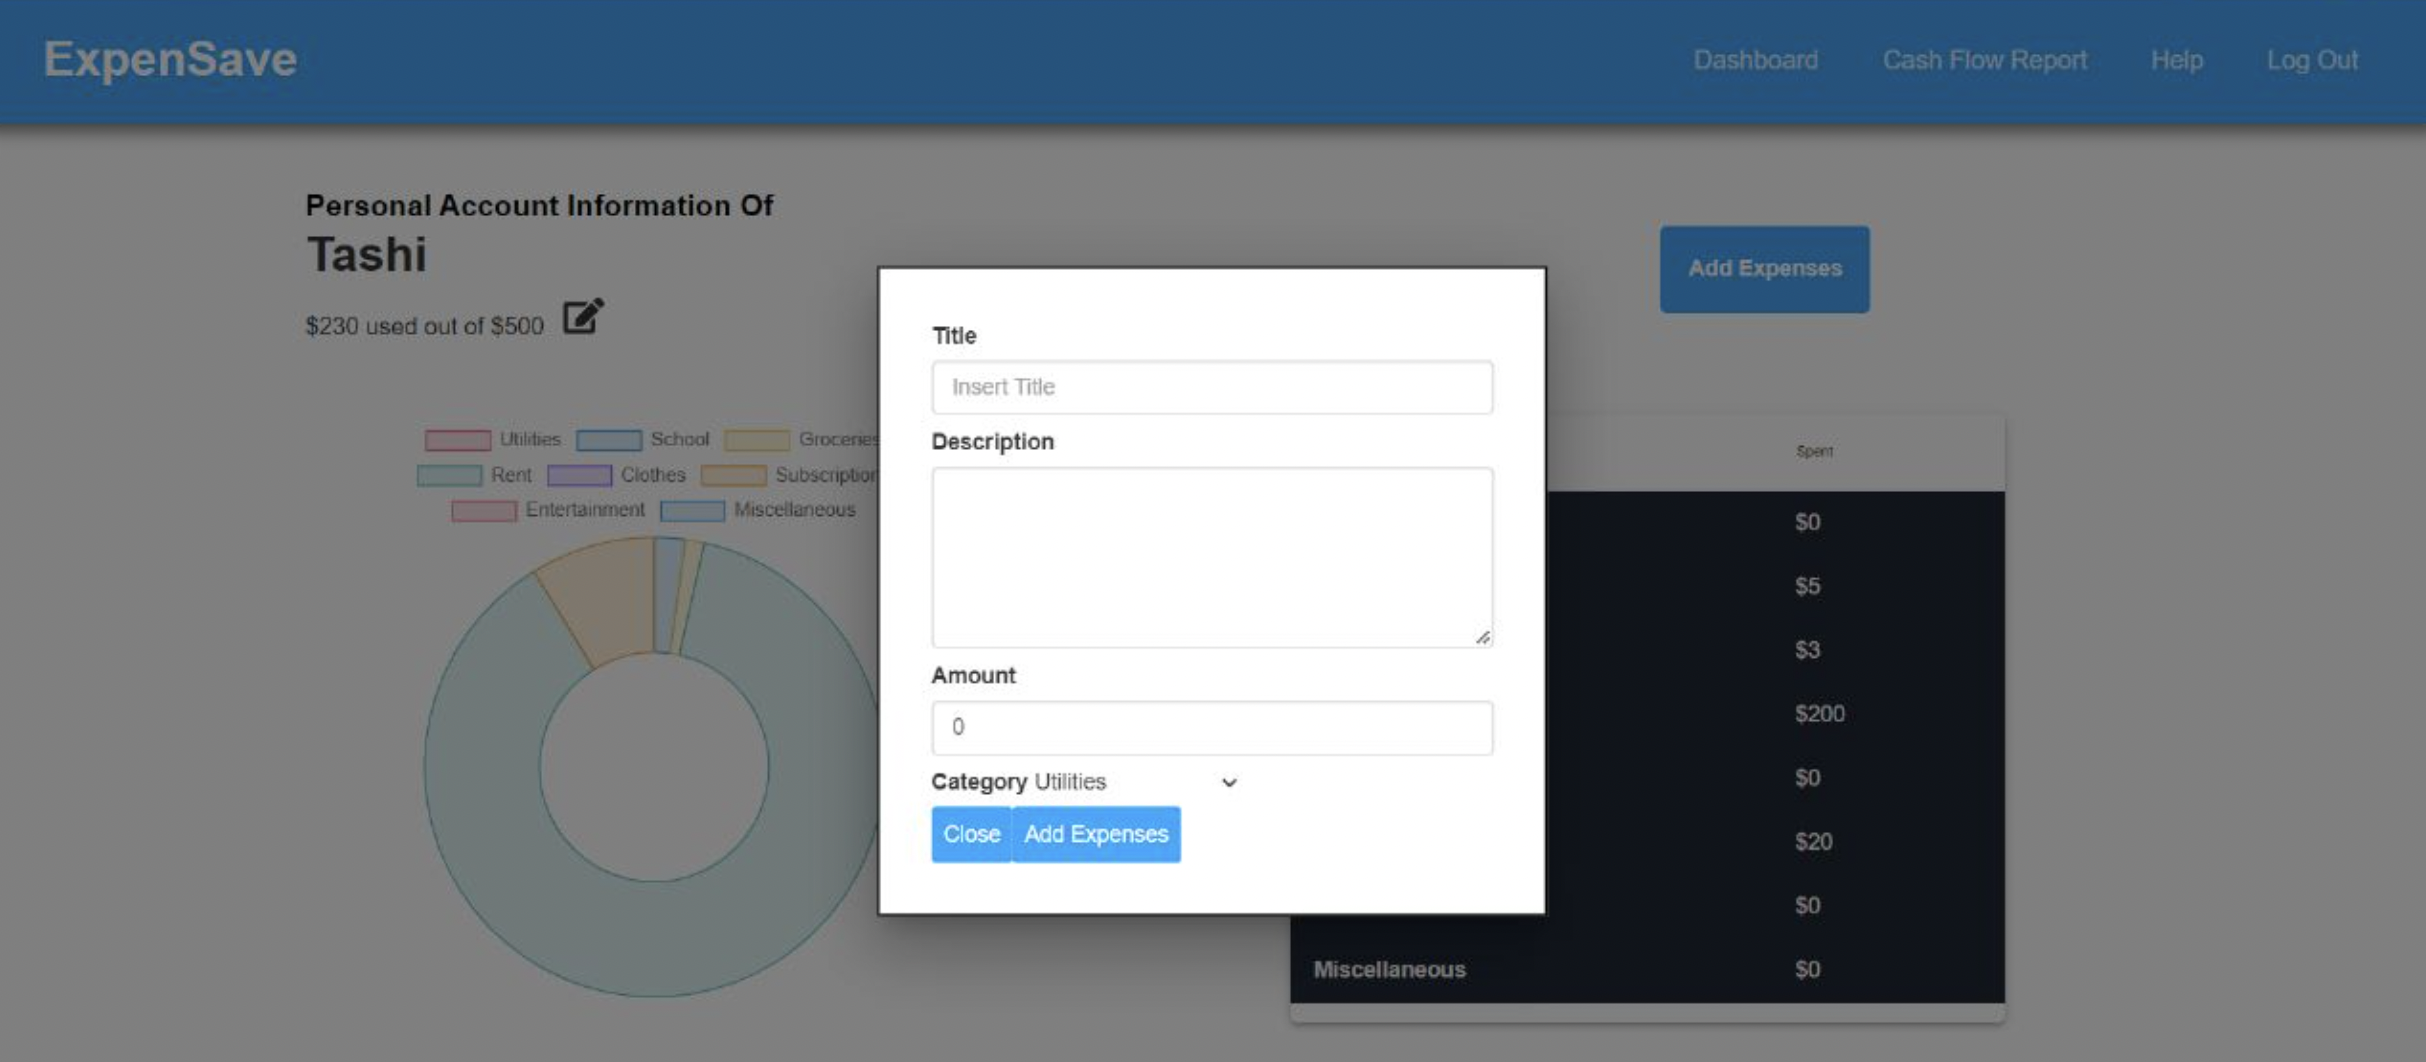 ExpenSave
Dashboard Cash Flow Report Help Log Out
Personal Account Information Of
Tashi
$230 used out of $500
Add Expenses
Utilities School Groceries
Rent Clothes Subscription
Entertainment Miscellaneous
Title
Insert Title
Description
Amount
0
Category Utilities
Close Add Expenses
Spent
$0
$5
$3
$200
$0
$20
$0
Miscellaneous $0